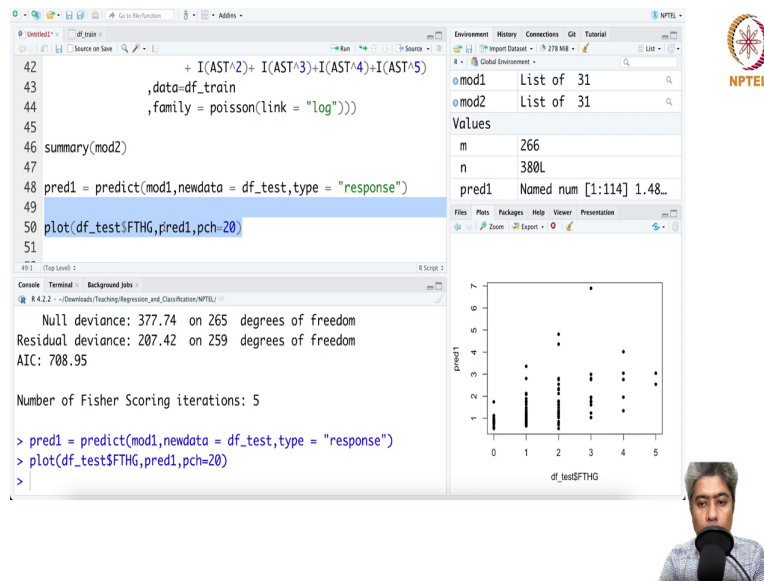 Go to file/function
Addins
NPTEL
Untitled1*
df_train
Source on Save
Run
Source
42 + I(AST^2)+ I(AST^3)+I(AST^4)+I(AST^5)
43 ,data=df_train
44 ,family = poisson(link = "log")))
45
46 summary(mod2)
47
48 pred1 = predict(mod1,newdata = df_test,type = "response")
49
50 plot(df_test$FTHG,pred1,pch=20)
51
49:1 (Top Level)
R Script
Console Terminal Background Jobs
R 4.2.2 · ~/Downloads/Teaching/Regression_and_Classification/NPTEL/
Null deviance: 377.74 on 265 degrees of freedom
Residual deviance: 207.42 on 259 degrees of freedom
AIC: 708.95
Number of Fisher Scoring iterations: 5
> pred1 = predict(mod1,newdata = df_test,type = "response")
> plot(df_test$FTHG,pred1,pch=20)
>
Environment History Connections Git Tutorial
Import Dataset 278 MiB List
R Global Environment
mod1 List of 31
mod2 List of 31
Values
m 266
n 380L
pred1 Named num [1:114] 1.48…
Files Plots Packages Help Viewer Presentation
Zoom Export
pred1
7
6
5
4
3
2
1
0 1 2 3 4 5
df_test$FTHG
NPTEL